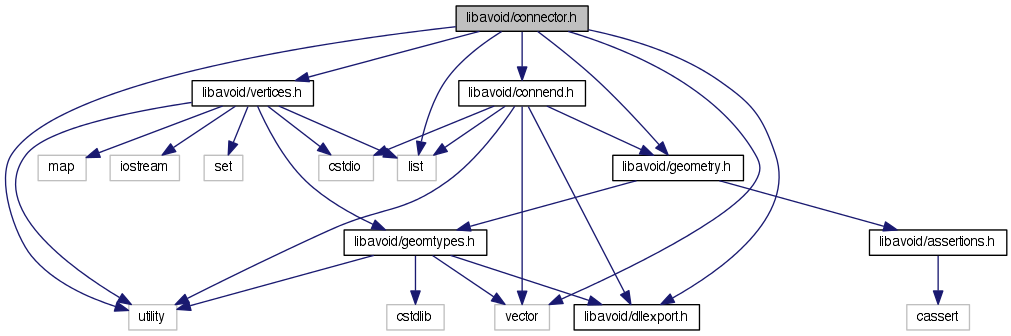 libavoid/connector.h
libavoid/vertices.h
libavoid/connend.h
map
iostream
set
cstdio
list
libavoid/geometry.h
libavoid/geomtypes.h
libavoid/assertions.h
utility
cstdlib
vector
libavoid/dllexport.h
cassert